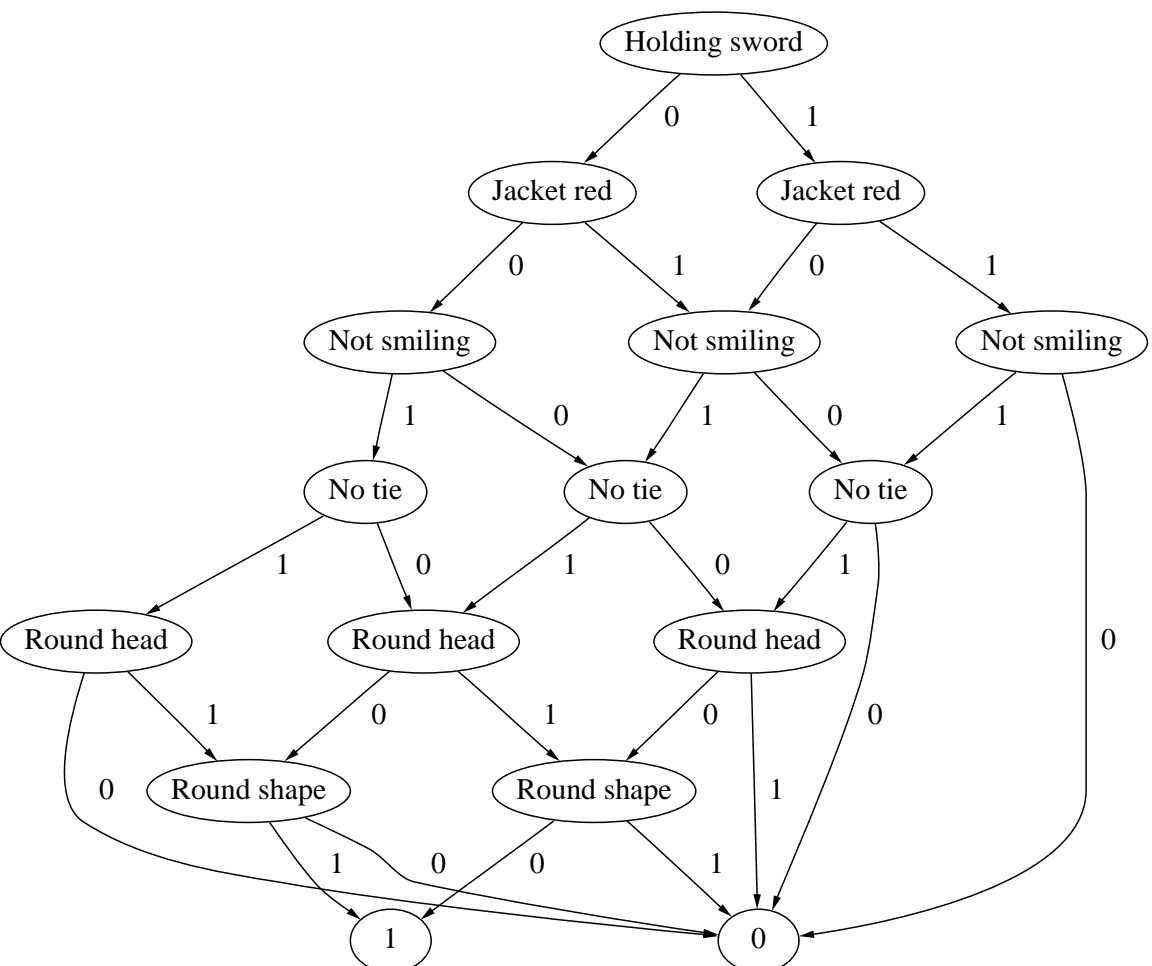 Holding sword
0 1
Jacket red Jacket red
0 1 0 1
Not smiling Not smiling Not smiling
1 0 1 0 1
No tie No tie No tie
1 0 1 0 1
Round head Round head Round head 0
1 0 1 0 0
0 Round shape Round shape 1
1 0 0 1
1 0